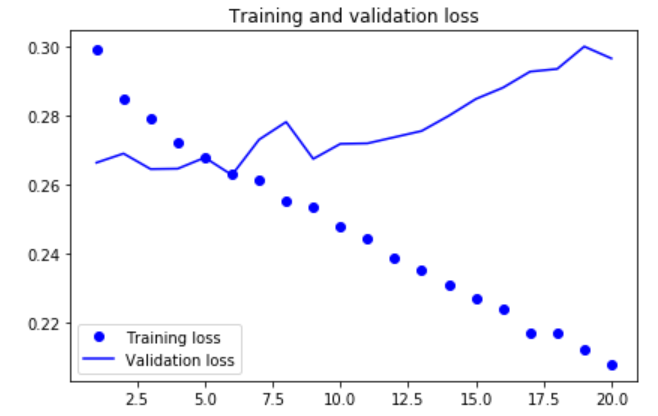 Training and validation loss
0.30
0.28
0.26
0.24
0.22
Training loss
Validation loss
2.5 5.0 7.5 10.0 12.5 15.0 17.5 20.0